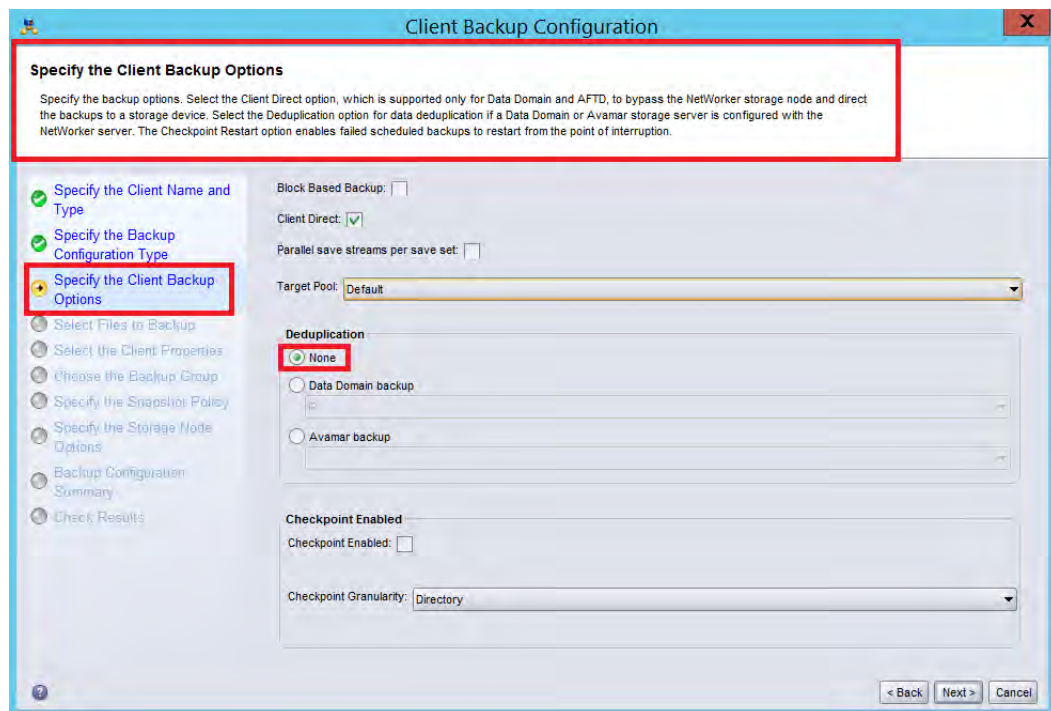 Client Backup Configuration
X
Specify the Client Backup Options
Specify the backup options. Select the Client Direct option, which is supported only for Data Domain and AFTD, to bypass the NetWorker storage node and direct
the backups to a storage device. Select the Deduplication option for data deduplication if a Data Domain or Avamar storage server is configured with the
NetWorker server. The Checkpoint Restart option enables failed scheduled backups to restart from the point of interruption.
Specify the Client Name and
Type
Specify the Backup
Configuration Type
Specify the Client Backup
Options
Select Files to Backup
Select the Client Properties
Choose the Backup Group
Specify the Snapshot Policy
Specify the Storage Node
Options
Backup Configuration
Summary
Check Results
Block Based Backup:
Client Direct:
Parallel save streams per save set:
Target Pool: Default
Deduplication
None
Data Domain backup
Avamar backup
Checkpoint Enabled
Checkpoint Enabled:
Checkpoint Granularity: Directory
?
< Back
Next >
Cancel